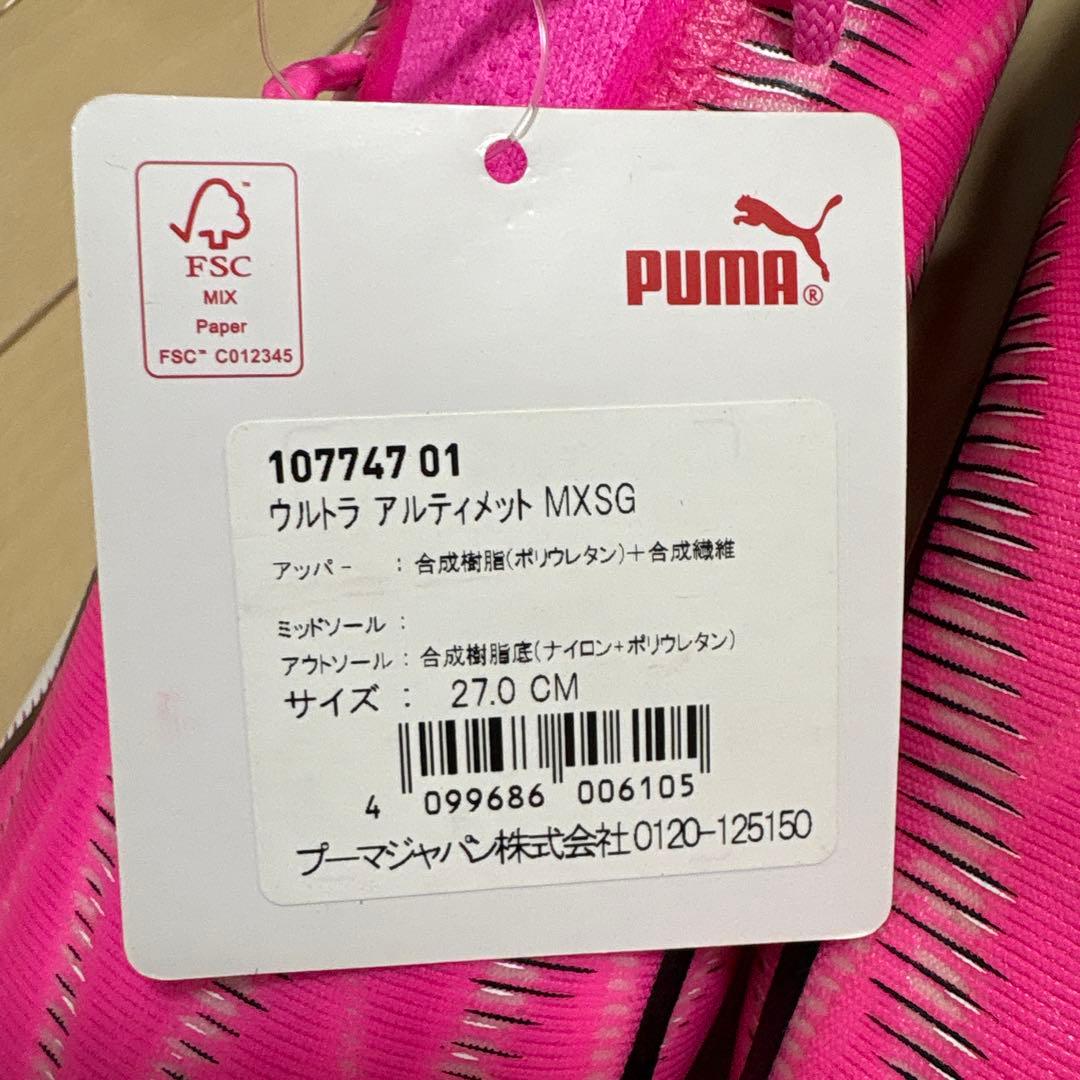 FSC™
MIX
Paper
FSC™ C012345
PUMA®
107747 01
ウルトラ アルティメット MXSG
アッパー : 合成樹脂(ポリウレタン)+合成繊維
ミッドソール :
アウトソール : 合成樹脂底(ナイロン+ポリウレタン)
サイズ : 27.0 CM
4 099686 006105
プーマジャパン株式会社0120-125150